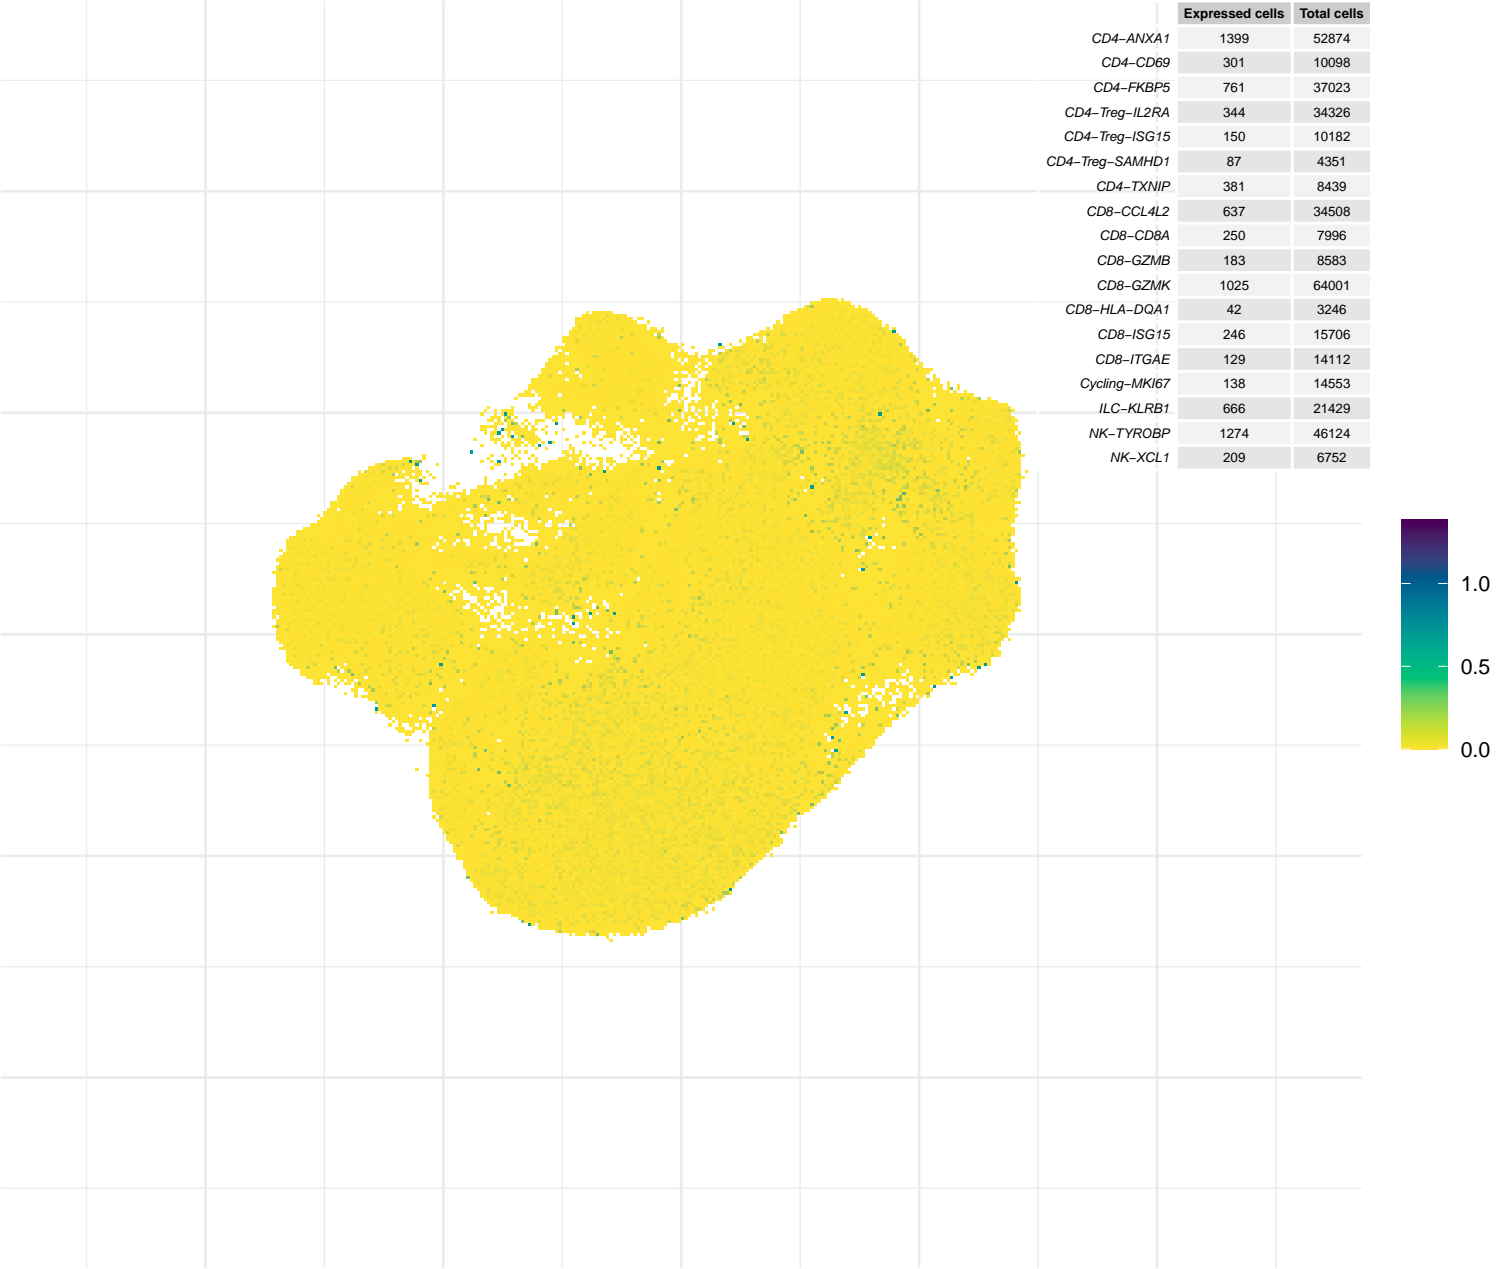 Expressed cells Total cells
CD4−ANXA1 1399 52874
CD4−CD69 301 10098
CD4−FKBP5 761 37023
CD4−Treg−IL2RA 344 34326
CD4−Treg−ISG15 150 10182
CD4−Treg−SAMHD1 87 4351
CD4−TXNIP 381 8439
CD8−CCL4L2 637 34508
CD8−CD8A 250 7996
CD8−GZMB 183 8583
CD8−GZMK 1025 64001
CD8−HLA−DQA1 42 3246
CD8−ISG15 246 15706
CD8−ITGAE 129 14112
Cycling−MKI67 138 14553
ILC−KLRB1 666 21429
NK−TYROBP 1274 46124
NK−XCL1 209 6752
1.0
0.5
0.0